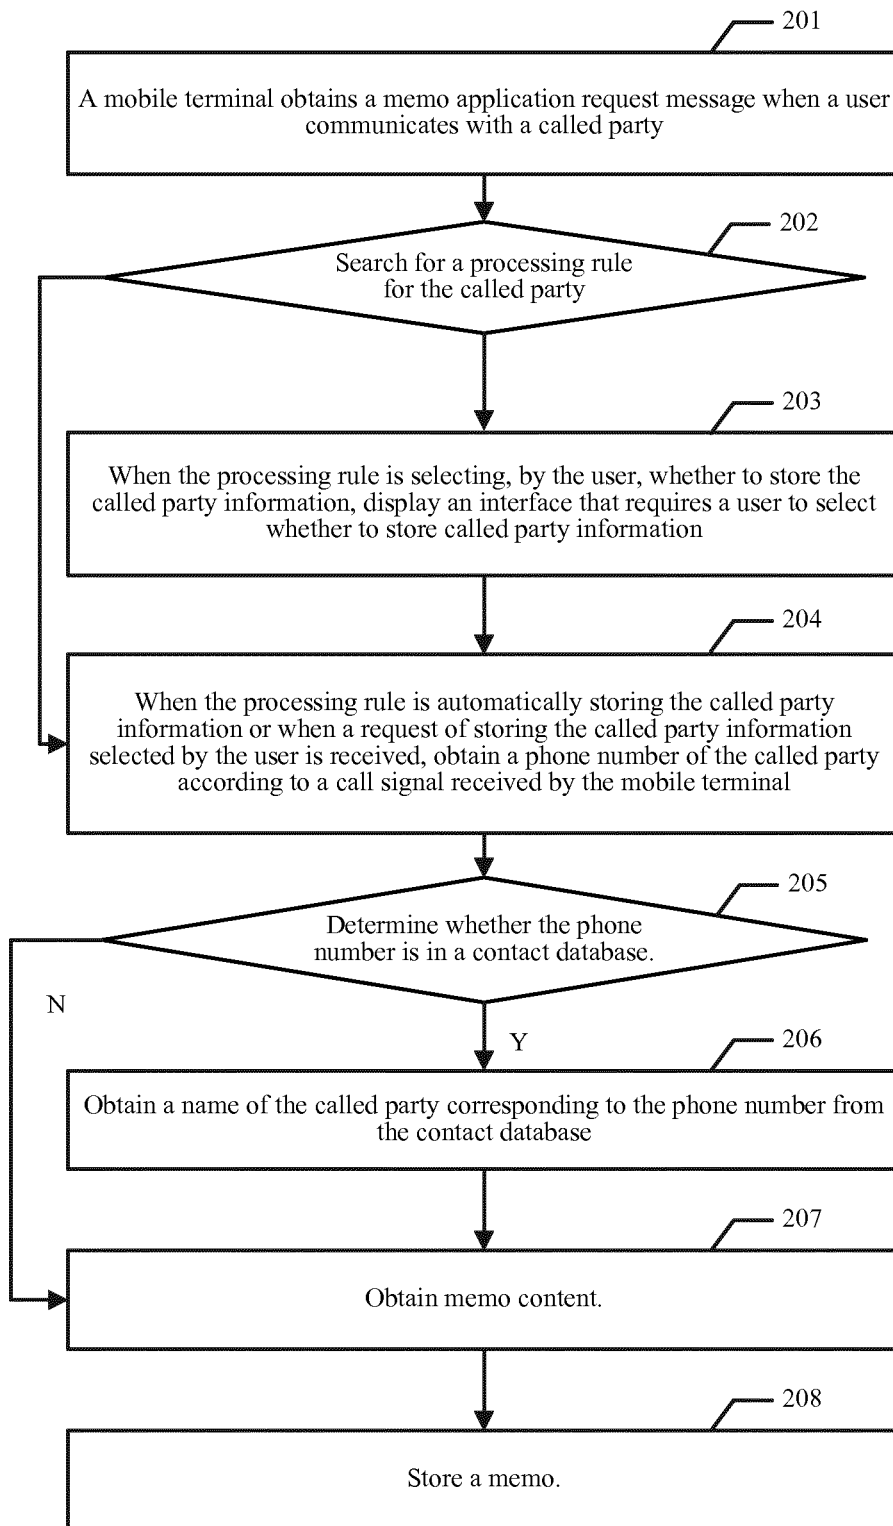 201
A mobile terminal obtains a memo application request message when a user
communicates with a called party
202
Search for a processing rule
for the called party
203
When the processing rule is selecting, by the user, whether to store the
called party information, display an interface that requires a user to select
whether to store called party information
204
When the processing rule is automatically storing the called party
information or when a request of storing the called party information
selected by the user is received, obtain a phone number of the called party
according to a call signal received by the mobile terminal
205
Determine whether the phone
number is in a contact database.
N
Y
206
Obtain a name of the called party corresponding to the phone number from
the contact database
207
Obtain memo content.
208
Store a memo.